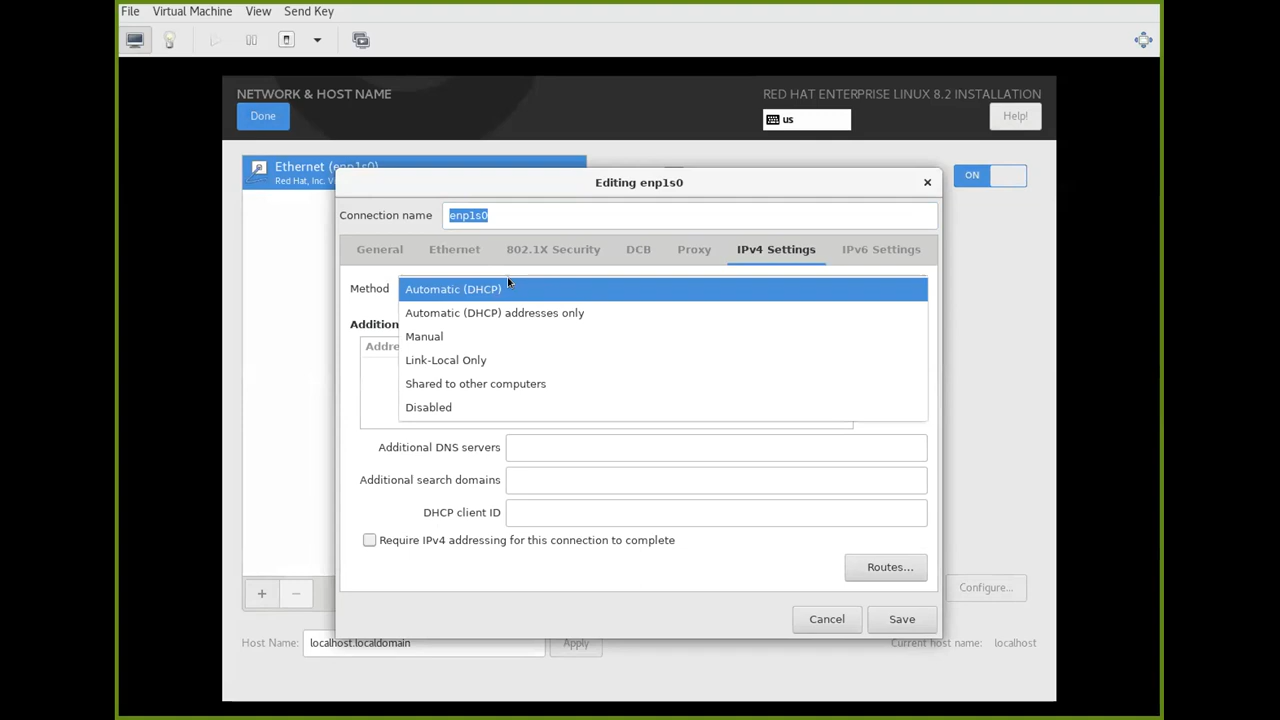 File Virtual Machine View Send Key
NETWORK & HOST NAME
RED HAT ENTERPRISE LINUX 8.2 INSTALLATION
Done
us
Help!
Ethernet (enp1s0)
Red Hat, Inc. V
ON
Editing enp1s0
Connection name enp1s0
General Ethernet 802.1X Security DCB Proxy IPv4 Settings IPv6 Settings
Method Automatic (DHCP)
Automatic (DHCP) addresses only
Addition
Manual
Addre
Link-Local Only
Shared to other computers
Disabled
Additional DNS servers
Additional search domains
DHCP client ID
Require IPv4 addressing for this connection to complete
Routes...
+ − Configure...
Cancel Save
Host Name: localhost.localdomain Apply Current host name: localhost